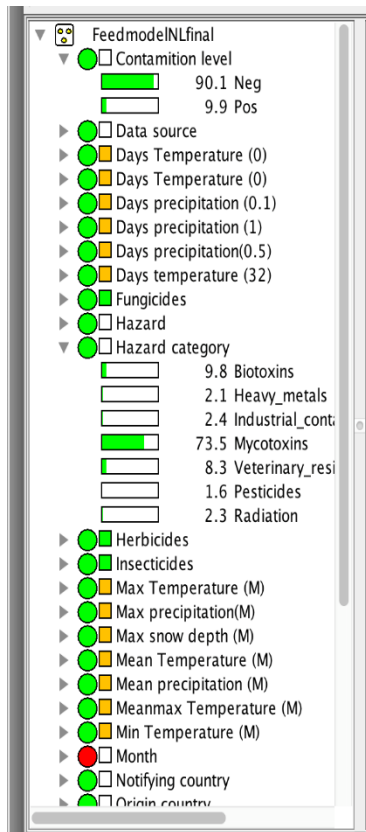 FeedmodelNLfinal
Contamition level
90.1 Neg
9.9 Pos
Data source
Days Temperature (0)
Days Temperature (0)
Days precipitation (0.1)
Days precipitation (1)
Days precipitation(0.5)
Days temperature (32)
Fungicides
Hazard
Hazard category
9.8 Biotoxins
2.1 Heavy_metals
2.4 Industrial_conta
73.5 Mycotoxins
8.3 Veterinary_resi
1.6 Pesticides
2.3 Radiation
Herbicides
Insecticides
Max Temperature (M)
Max precipitation(M)
Max snow depth (M)
Mean Temperature (M)
Mean precipitation (M)
Meanmax Temperature (M)
Min Temperature (M)
Month
Notifying country
Origin country